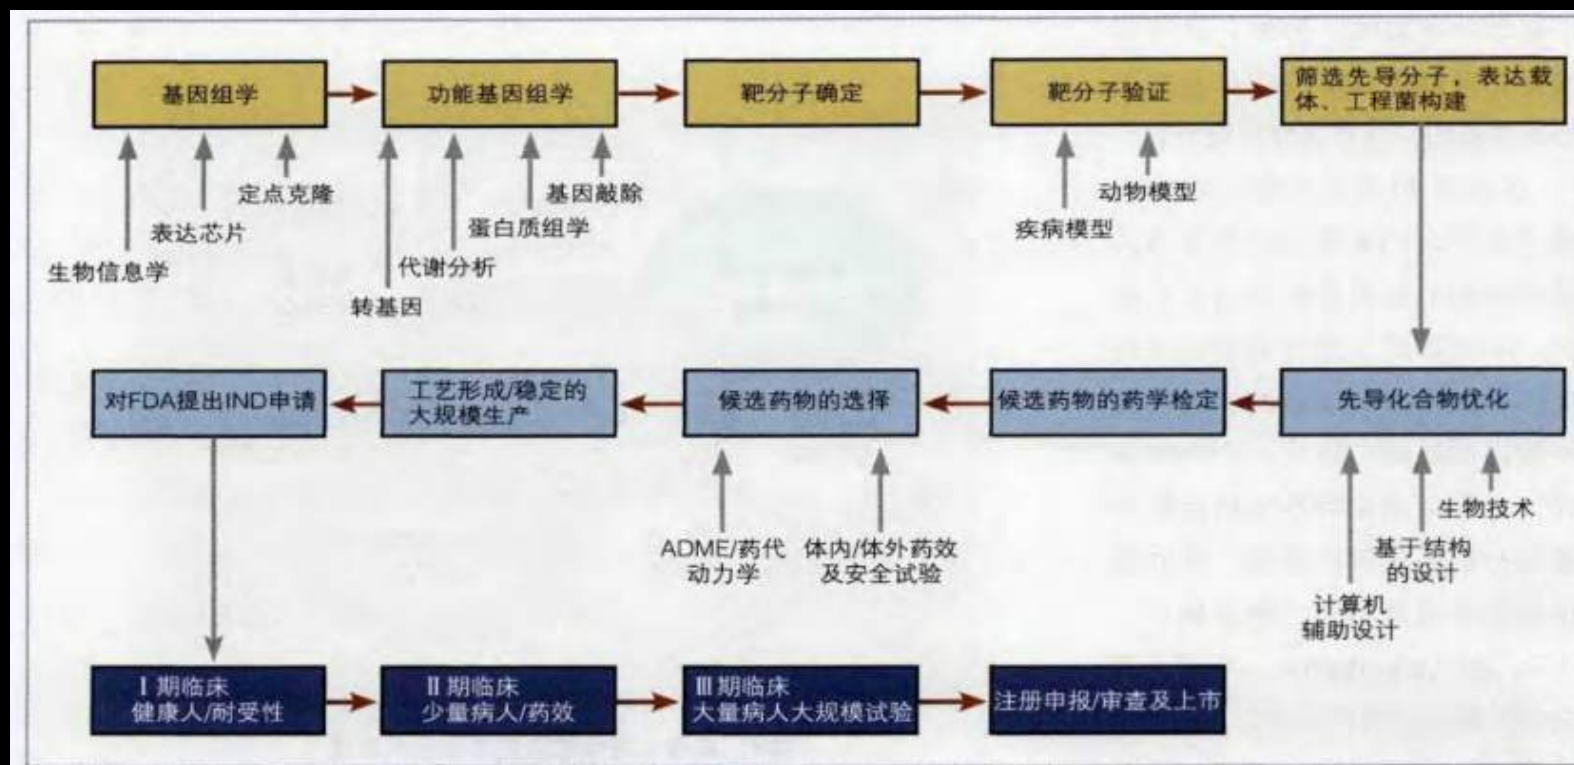 基因组学
功能基因组学
靶分子确定
靶分子验证
筛选先导分子，表达载
体、工程菌构建
定点克隆
表达芯片
生物信息学
基因敲除
蛋白质组学
代谢分析
转基因
动物模型
疾病模型
对FDA提出IND申请
工艺形成/稳定的
大规模生产
候选药物的选择
候选药物的药学检定
先导化合物优化
ADME/药代
动力学
体内/体外药效
及安全试验
生物技术
基于结构
的设计
计算机
辅助设计
Ⅰ期临床
健康人/耐受性
Ⅱ期临床
少量病人/药效
Ⅲ期临床
大量病人大规模试验
注册申报/审查及上市